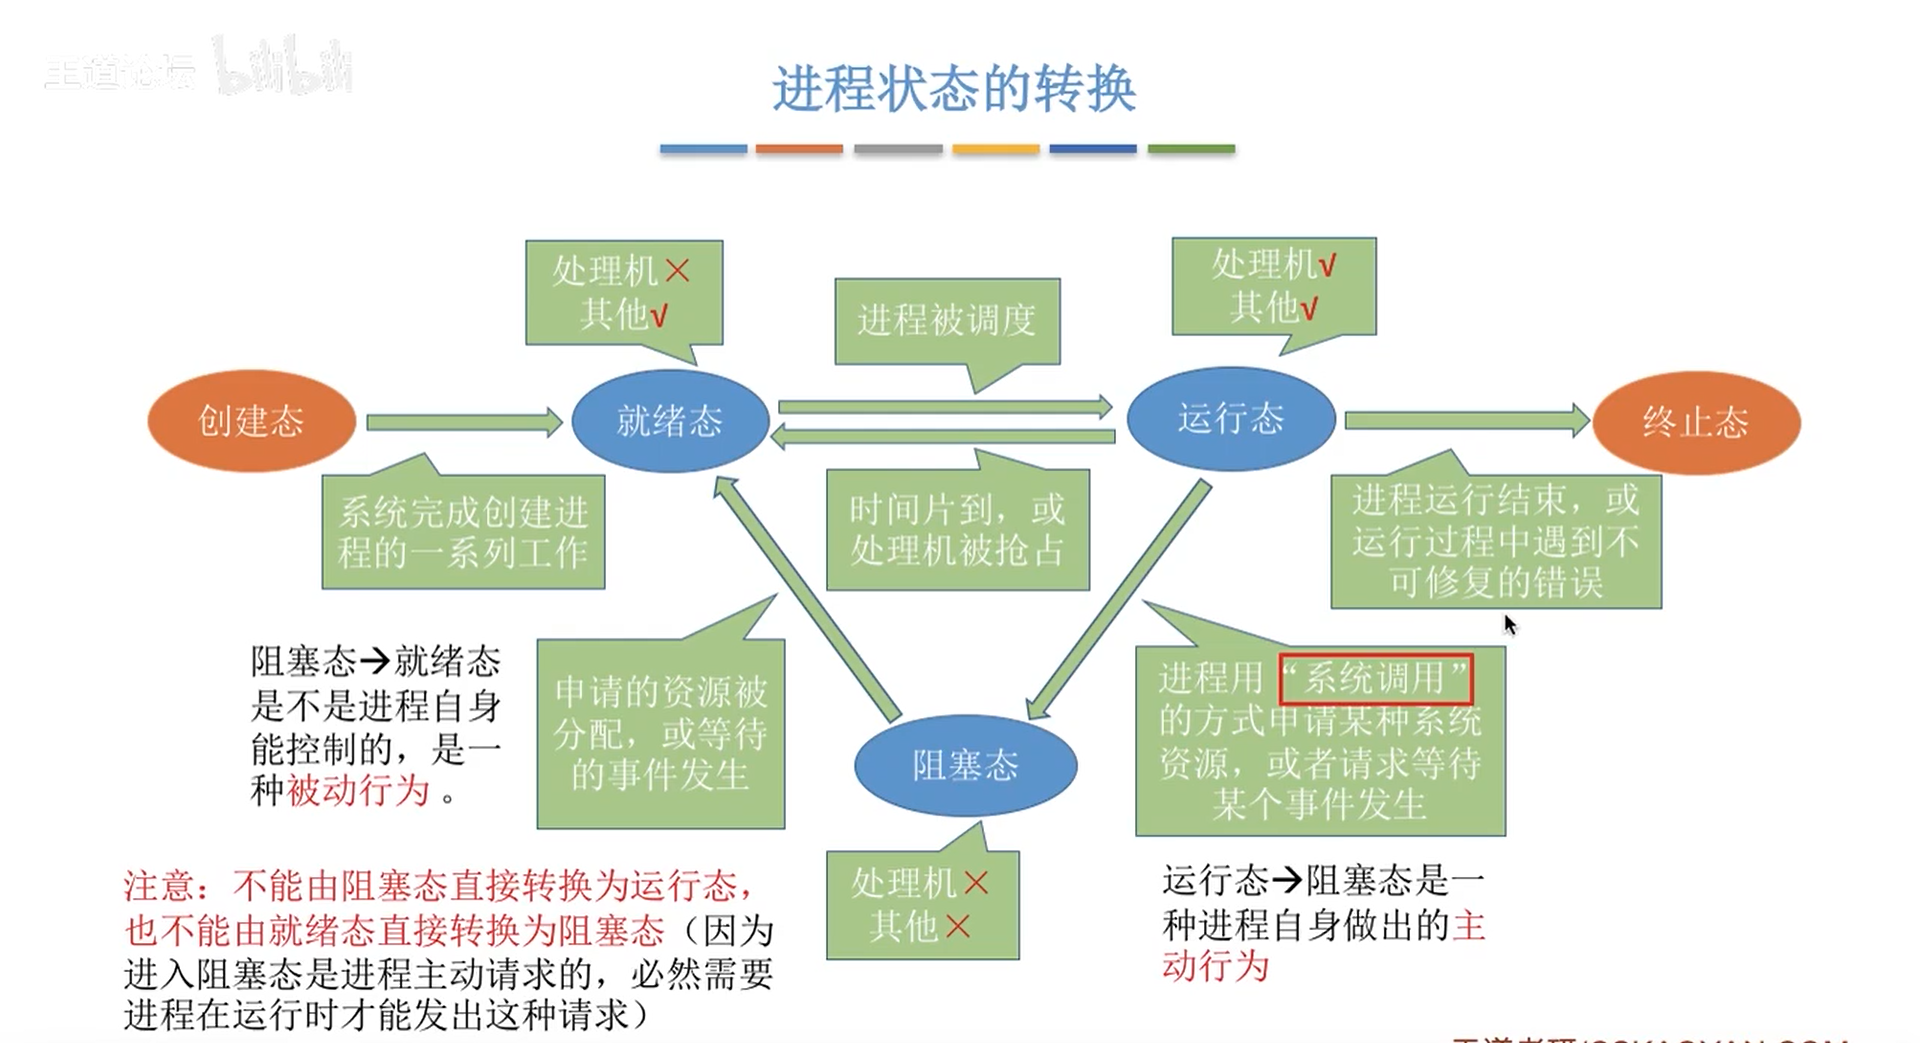 王道论坛 bilibili
进程状态的转换
处理机×
其他√
进程被调度
处理机√
其他√
创建态
就绪态
运行态
终止态
系统完成创建进
程的一系列工作
时间片到，或
处理机被抢占
进程运行结束，或
运行过程中遇到不
可修复的错误
阻塞态→就绪态
是不是进程自身
能控制的，是一
种被动行为。
申请的资源被
分配，或等待
的事件发生
阻塞态
进程用“系统调用”
的方式申请某种系统
资源，或者请求等待
某个事件发生
处理机×
其他×
注意：不能由阻塞态直接转换为运行态，
也不能由就绪态直接转换为阻塞态（因为
进入阻塞态是进程主动请求的，必然需要
进程在运行时才能发出这种请求）
运行态→阻塞态是一
种进程自身做出的主
动行为
王道考研/CSKAOYAN.COM